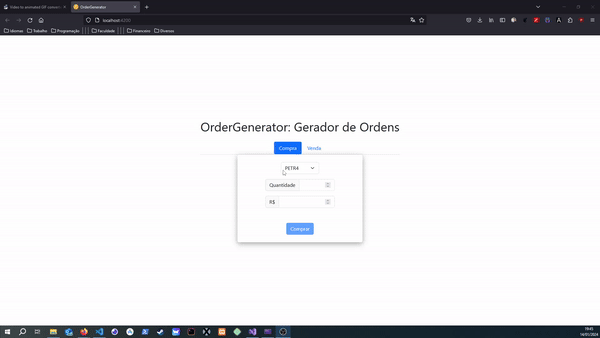 Video to animated GIF converter
OrderGenerator
localhost:4200
Idiomas
Trabalho
Programação
Faculdade
Financeiro
Diversos
OrderGenerator: Gerador de Ordens
Compra
Venda
PETR4
Quantidade
R$
Comprar
19:45
16/01/2024